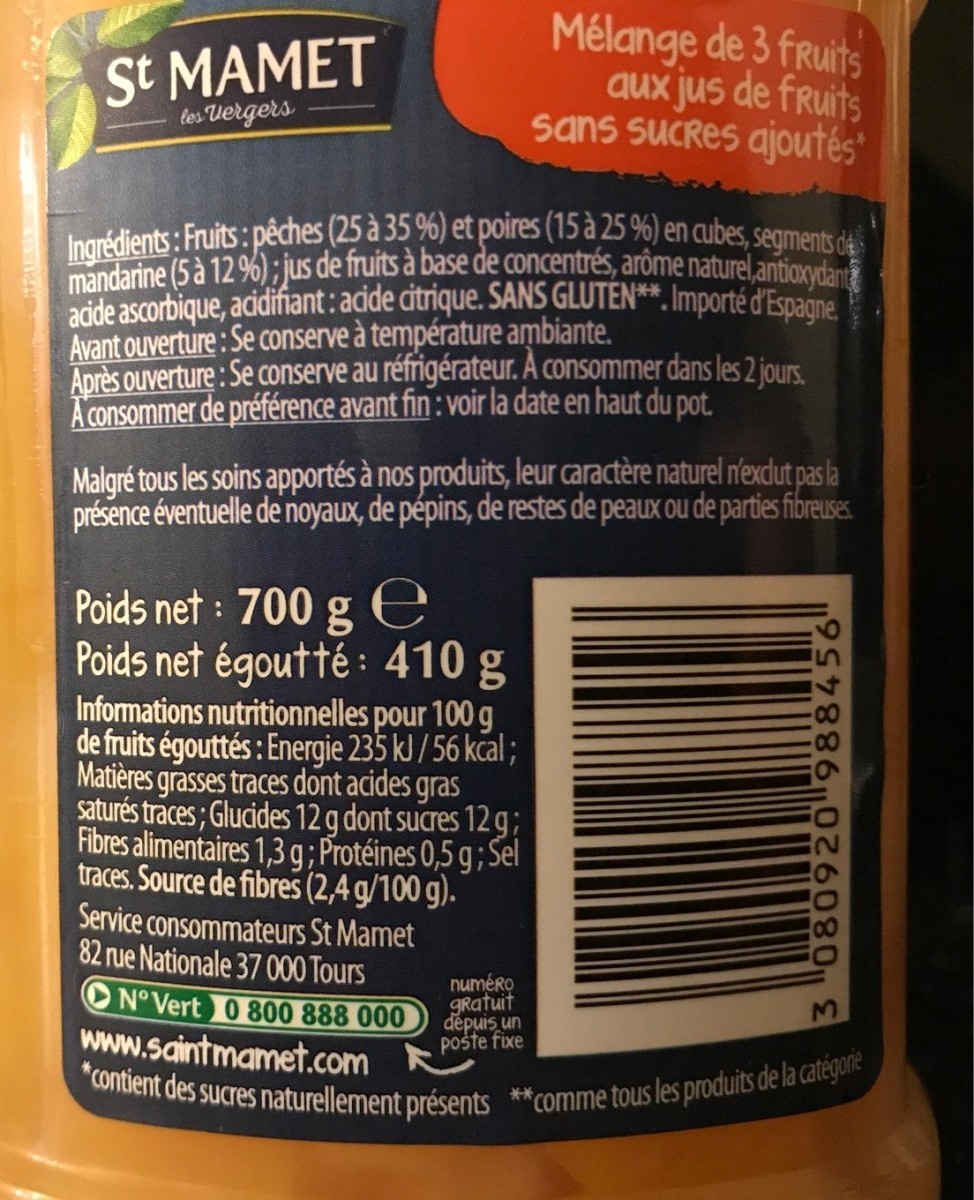 St MAMET
les vergers
Mélange de 3 fruits
aux jus de fruits
sans sucres ajoutés*
Ingrédients : Fruits : pêches (25 à 35 %) et poires (15 à 25 %) en cubes, segments de
mandarine (5 à 12 %) ; jus de fruits à base de concentrés, arôme naturel, antioxydant
acide ascorbique, acidifiant : acide citrique. SANS GLUTEN**. Importé d'Espagne.
Avant ouverture : Se conserve à température ambiante.
Après ouverture : Se conserve au réfrigérateur. À consommer dans les 2 jours.
À consommer de préférence avant fin : voir la date en haut du pot.
Malgré tous les soins apportés à nos produits, leur caractère naturel n'exclut pas la
présence éventuelle de noyaux, de pépins, de restes de peaux ou de parties fibreuses.
Poids net : 700 g e
Poids net égoutté : 410 g
Informations nutritionnelles pour 100 g
de fruits égouttés : Energie 235 kJ / 56 kcal ;
Matières grasses traces dont acides gras
saturés traces ; Glucides 12 g dont sucres 12 g ;
Fibres alimentaires 1,3 g ; Protéines 0,5 g ; Sel
traces. Source de fibres (2,4 g/100 g).
Service consommateurs St Mamet
82 rue Nationale 37 000 Tours
N° Vert 0 800 888 000
numéro
gratuit
depuis un
poste fixe
www.saintmamet.com
*contient des sucres naturellement présents **comme tous les produits de la catégorie
3 080920 988456